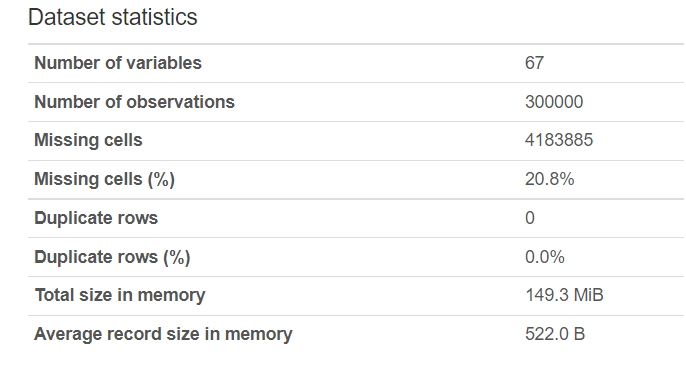 Dataset statistics
Number of variables 67
Number of observations 300000
Missing cells 4183885
Missing cells (%) 20.8%
Duplicate rows 0
Duplicate rows (%) 0.0%
Total size in memory 149.3 MiB
Average record size in memory 522.0 B